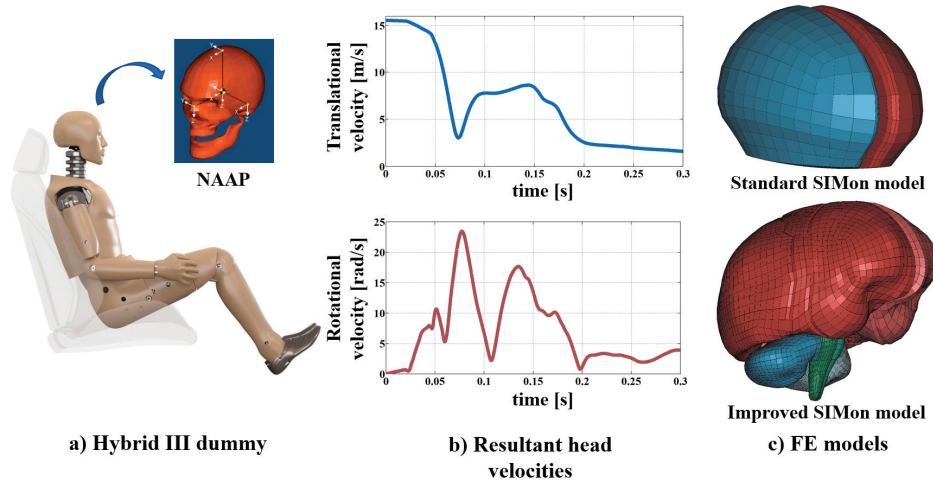 NAAP
a) Hybrid III dummy
Translational
velocity [m/s]
15
10
5
0
0 0.05 0.1 0.15 0.2 0.25 0.3
time [s]
Rotational
velocity [rad/s]
25
20
15
10
5
0
0 0.05 0.1 0.15 0.2 0.25 0.3
time [s]
b) Resultant head
velocities
Standard SIMon model
Improved SIMon model
c) FE models